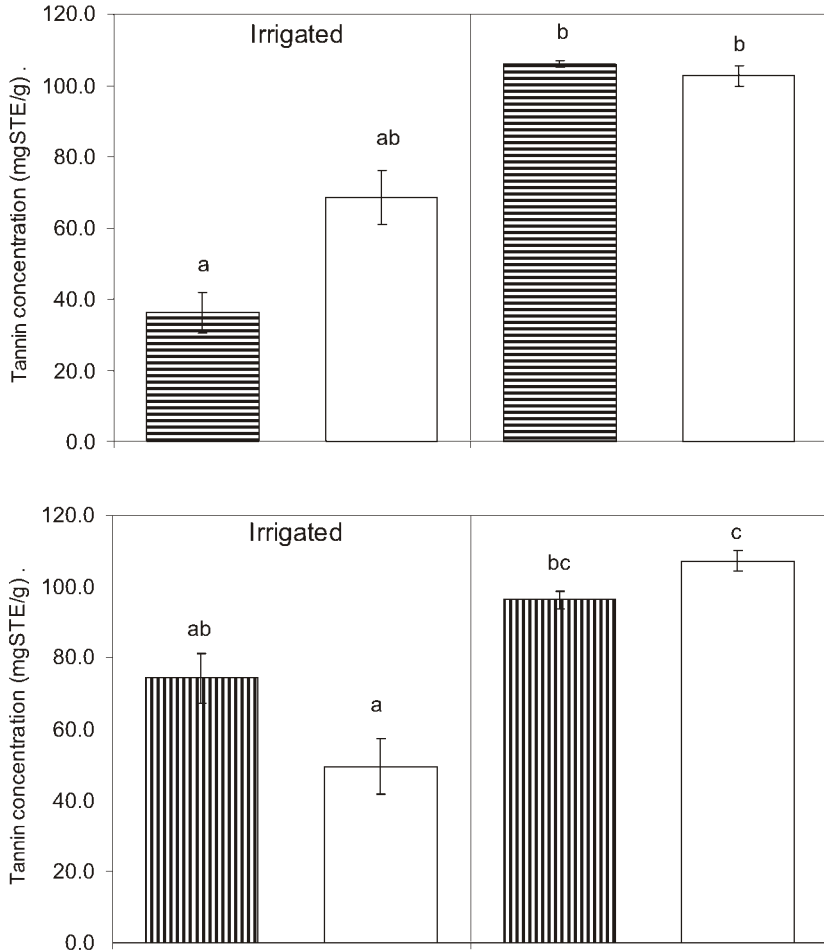 120.0
Irrigated
b
b
100.0
ab
80.0
60.0
a
40.0
20.0
0.0
Tannin concentration (mgSTE/g) .
120.0
Irrigated
c
bc
100.0
ab
80.0
a
60.0
40.0
20.0
0.0
Tannin concentration (mgSTE/g) .